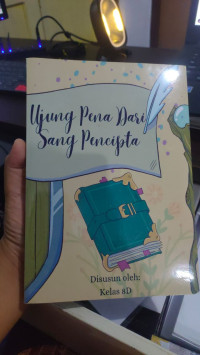 Ujung Pena Dari
Sang Pencipta
Disusun oleh:
Kelas 8D